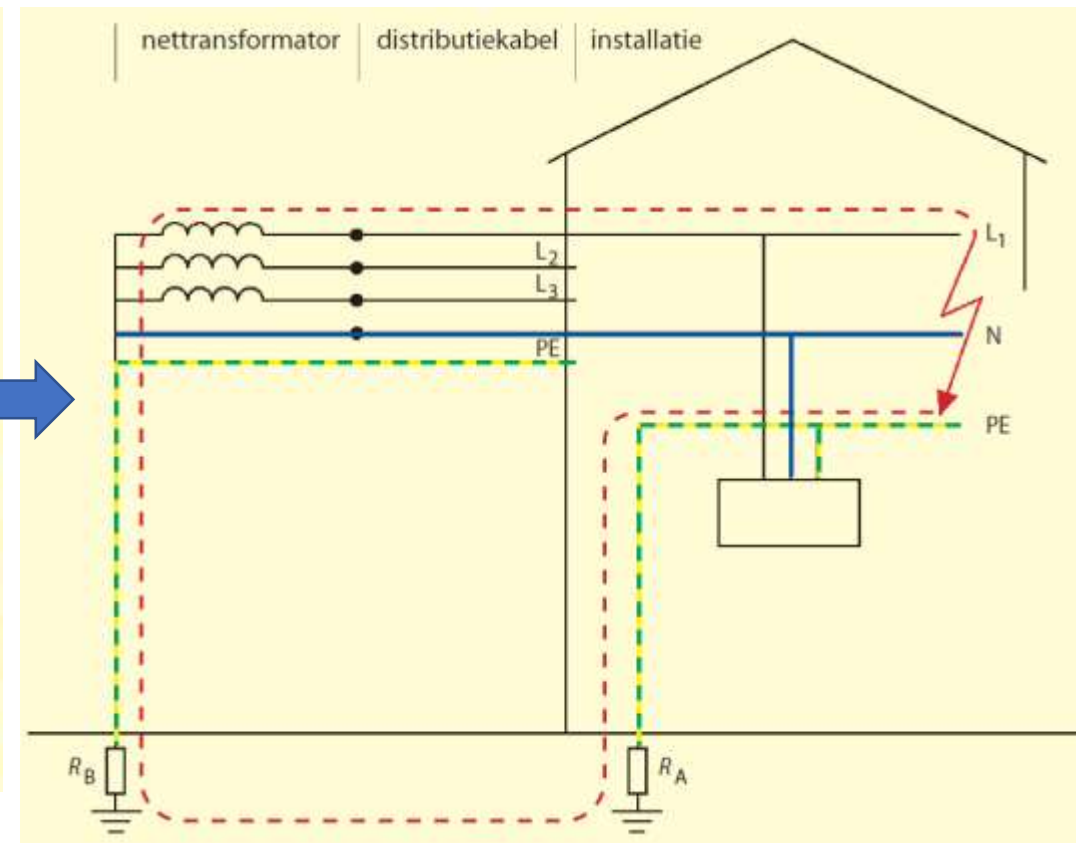 nettransformator distributiekabel installatie
L1
L2
L3
N
PE
PE
RB
RA